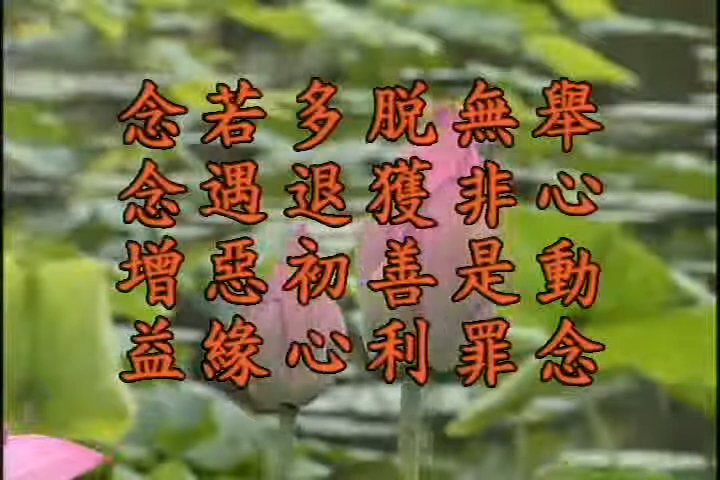 舉心動念
無非是罪
脱獲善利
多退初心
若遇惡緣
念念增益